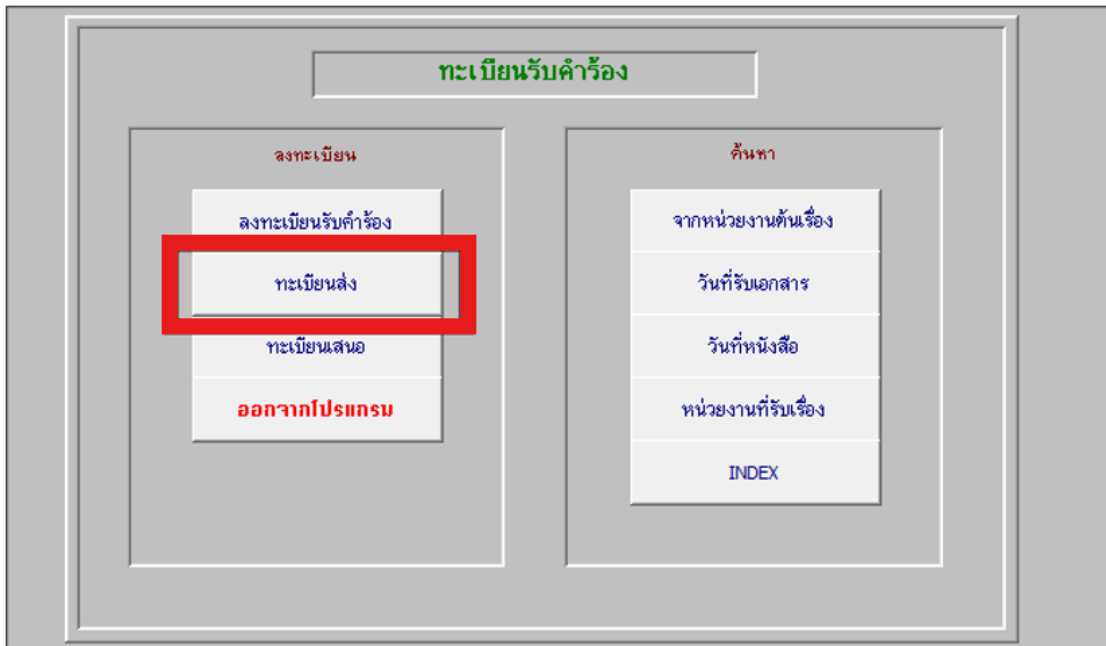 ทะเบียนรับคำร้อง
ลงทะเบียน
ลงทะเบียนรับคำร้อง
ทะเบียนส่ง
ทะเบียนเสนอ
ออกจากโปรแกรม
ค้นหา
จากหน่วยงานต้นเรื่อง
วันที่รับเอกสาร
วันที่หนังสือ
หน่วยงานที่รับเรื่อง
INDEX